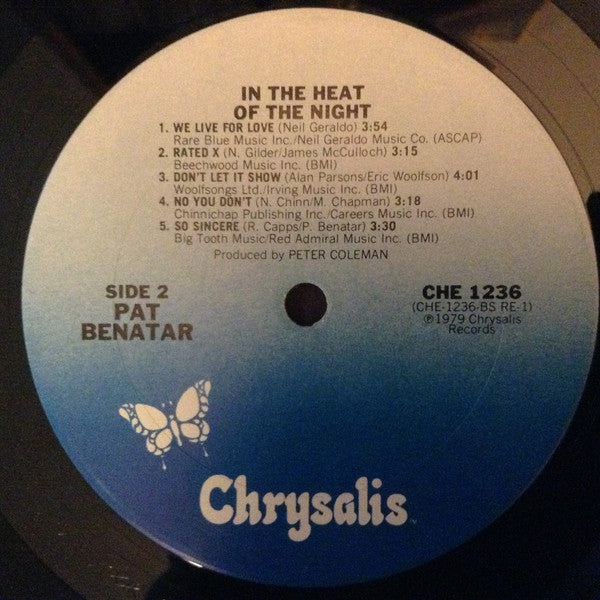 IN THE HEAT
OF THE NIGHT
1. WE LIVE FOR LOVE (Neil Geraldo) 3:54
Rare Blue Music Inc./Neil Geraldo Music Co. (ASCAP)
2. RATED X (N. Gilder/James McCulloch) 3:15
Beechwood Music Inc. (BMI)
3. DON'T LET IT SHOW (Alan Parsons/Eric Woolfson) 4:01
Woolfsongs Ltd./Irving Music Inc. (BMI)
4. NO YOU DON'T (N. Chinn/M. Chapman) 3:18
Chinnichap Publishing Inc./Careers Music Inc. (BMI)
5. SO SINCERE (R. Capps/P. Benatar) 3:30
Big Tooth Music/Red Admiral Music Inc. (BMI)
Produced by PETER COLEMAN
SIDE 2
PAT
BENATAR
CHE 1236
(CHE-1236-BS RE-1)
℗1979 Chrysalis
Records
Chrysalis™